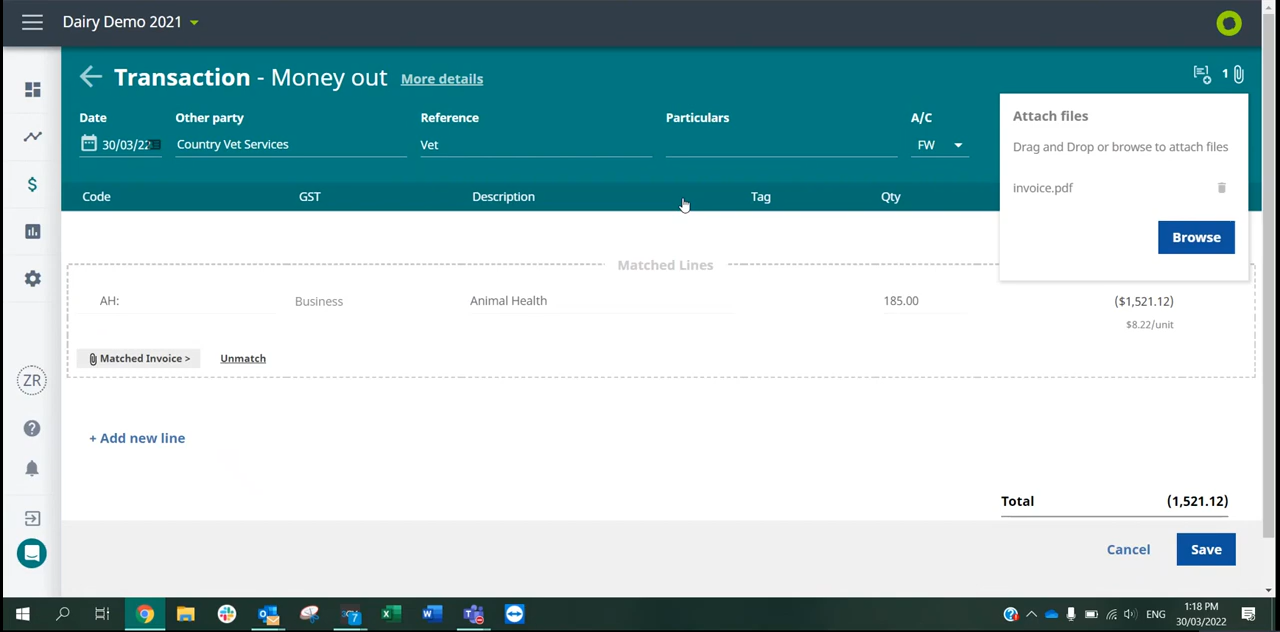 Dairy Demo 2021
Transaction - Money out More details
1
Date Other party Reference Particulars A/C
30/03/22 Country Vet Services Vet FW
Code GST Description Tag Qty
Attach files
Drag and Drop or browse to attach files
invoice.pdf
Browse
Matched Lines
AH: Business Animal Health 185.00 ($1,521.12)
$8.22/unit
Matched Invoice > Unmatch
+ Add new line
Total (1,521.12)
Cancel Save
ZR
ENG 1:18 PM
30/03/2022